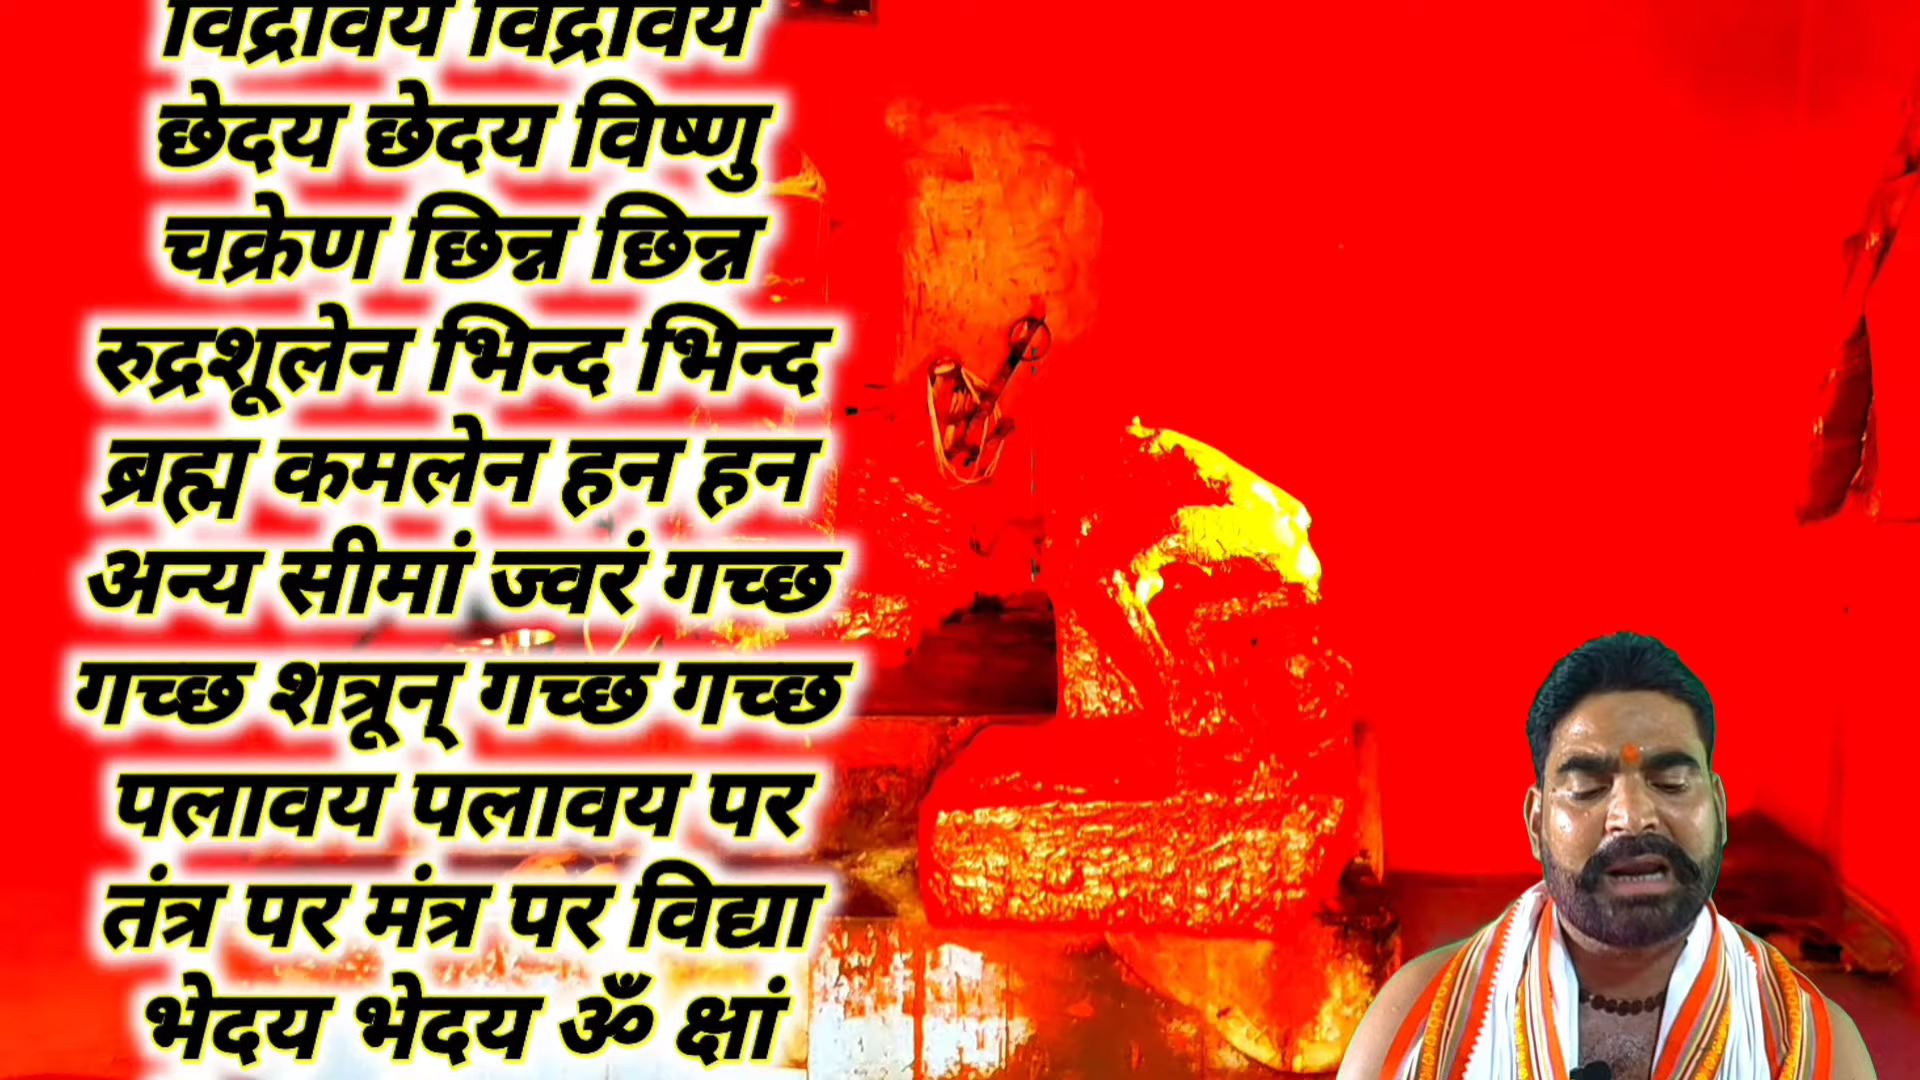 विद्रावय विद्रावय
छेदय छेदय विष्णु
चक्रेण छिन्न छिन्न
रुद्रशूलेन भिन्द भिन्द
ब्रह्म कमलेन हन हन
अन्य सीमां ज्वरं गच्छ
गच्छ शत्रून् गच्छ गच्छ
पलावय पलावय पर
तंत्र पर मंत्र पर विद्या
भेदय भेदय ॐ क्षां